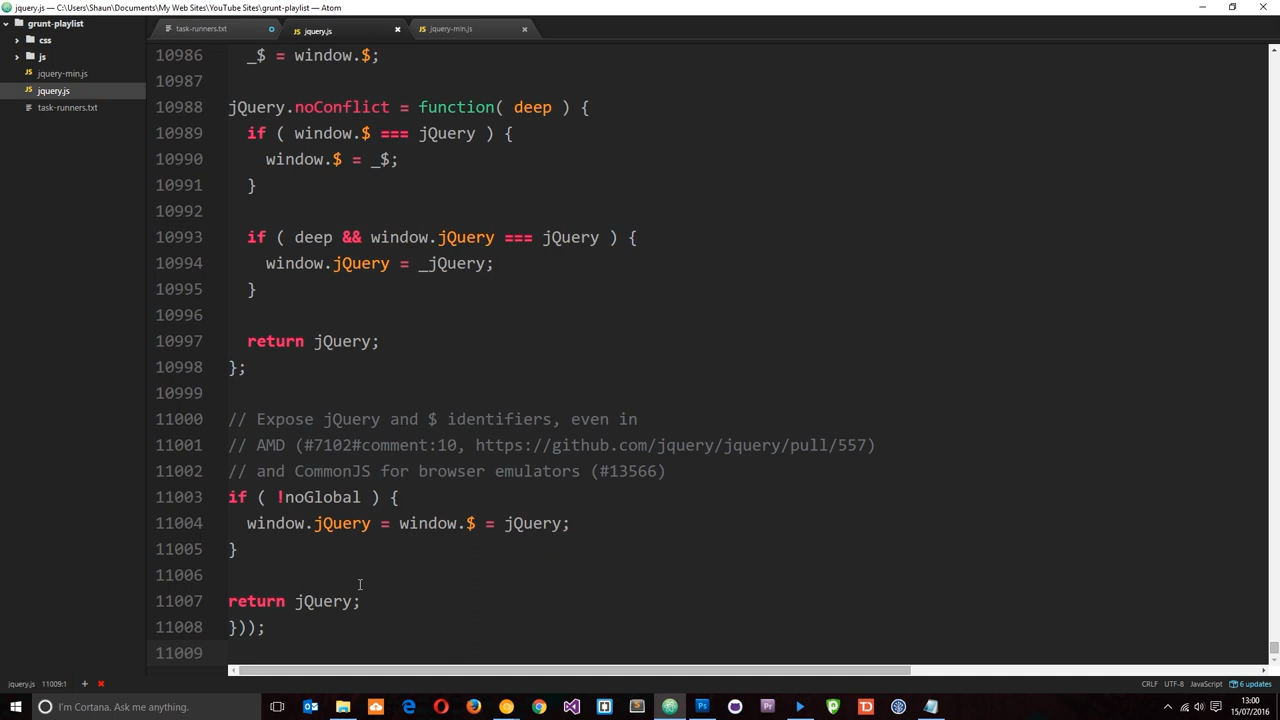 jquery.js — C:\Users\Shaun\Documents\My Web Sites\YouTube Sites\grunt-playlist — Atom
grunt-playlist
css
js
jquery-min.js
jquery.js
task-runners.txt
task-runners.txt
jquery.js
jquery-min.js
10986 _$ = window.$;
10987
10988 jQuery.noConflict = function( deep ) {
10989 if ( window.$ === jQuery ) {
10990 window.$ = _$;
10991 }
10992
10993 if ( deep && window.jQuery === jQuery ) {
10994 window.jQuery = _jQuery;
10995 }
10996
10997 return jQuery;
10998 };
10999
11000 // Expose jQuery and $ identifiers, even in
11001 // AMD (#7102#comment:10, https://github.com/jquery/jquery/pull/557)
11002 // and CommonJS for browser emulators (#13566)
11003 if ( !noGlobal ) {
11004 window.jQuery = window.$ = jQuery;
11005 }
11006
11007 return jQuery;
11008 }));
11009
jquery.js 11009:1
CRLF UTF-8 JavaScript 6 updates
I'm Cortana. Ask me anything.
13:00
15/07/2016